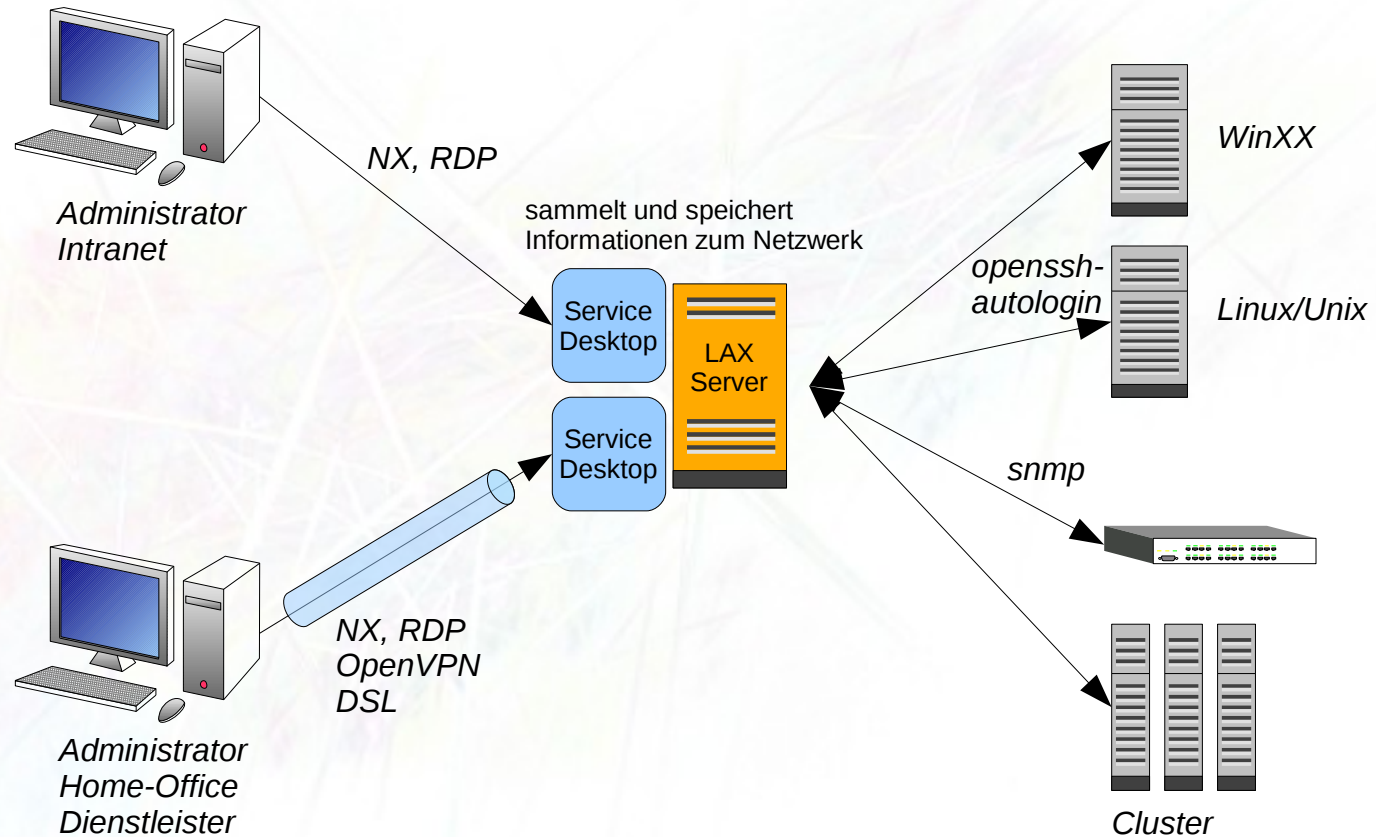 NX, RDP
Administrator
Intranet
sammelt und speichert
Informationen zum Netzwerk
Service
Desktop
LAX
Server
Service
Desktop
NX, RDP
OpenVPN
DSL
Administrator
Home-Office
Dienstleister
WinXX
openssh-
autologin
Linux/Unix
snmp
Cluster